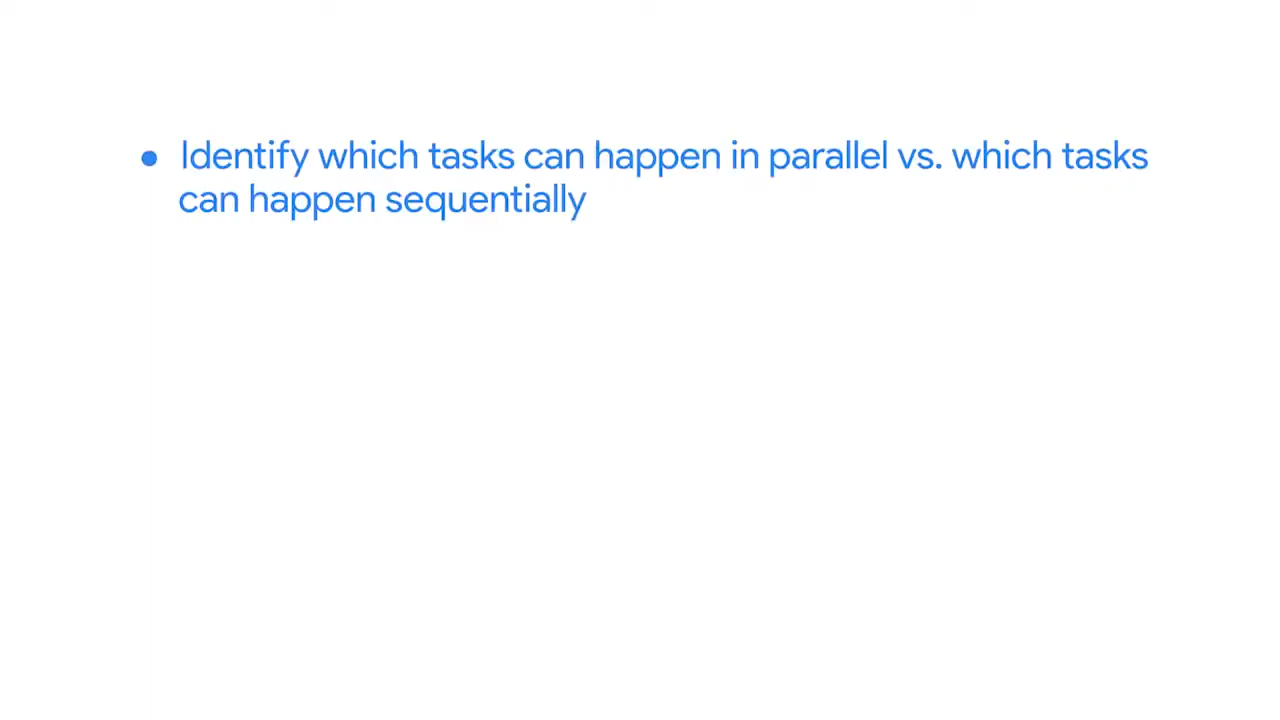 ● Identify which tasks can happen in parallel vs. which tasks
can happen sequentially